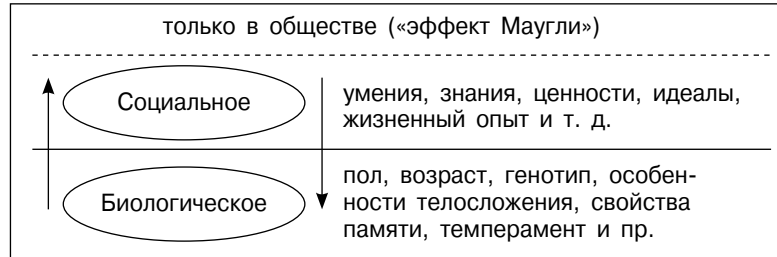 только в обществе («эффект Маугли»)
Социальное
умения, знания, ценности, идеалы,
жизненный опыт и т. д.
Биологическое
пол, возраст, генотип, особен-
ности телосложения, свойства
памяти, темперамент и пр.